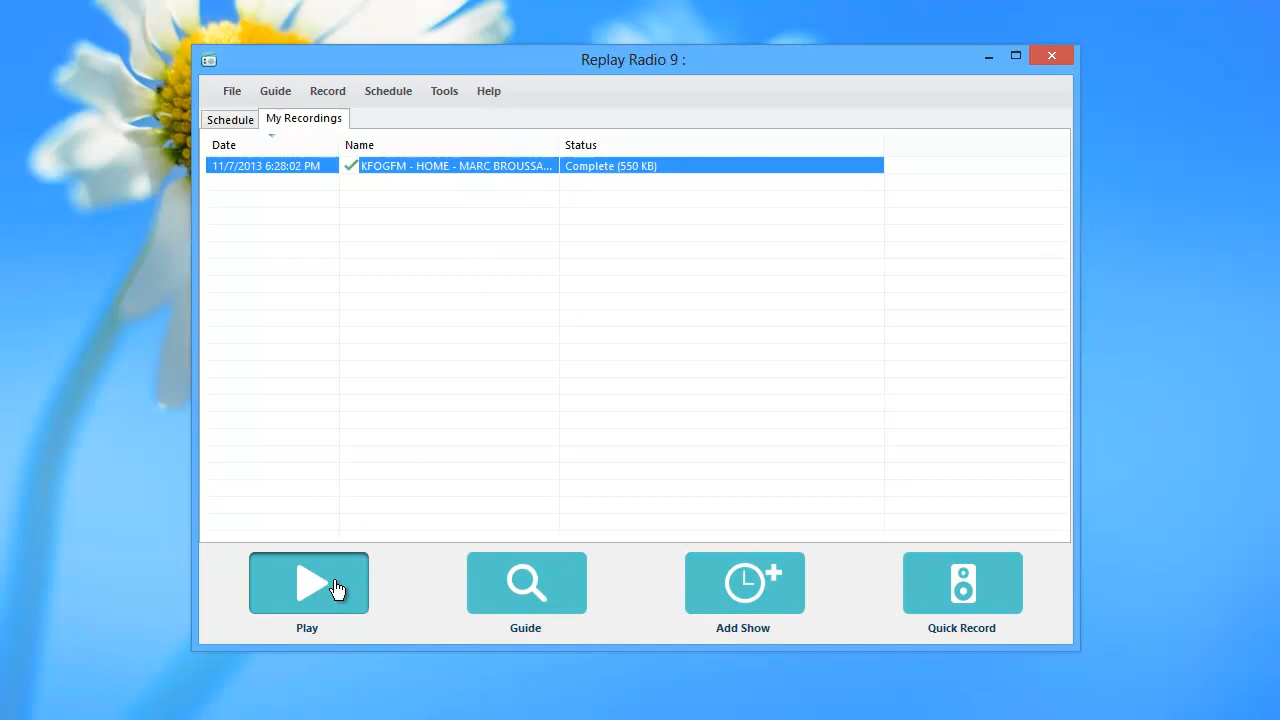 Replay Radio 9 :
File Guide Record Schedule Tools Help
Schedule My Recordings
Date Name Status
11/7/2013 6:28:02 PM KFOGFM - HOME - MARC BROUSSA... Complete (550 KB)
Play Guide Add Show Quick Record